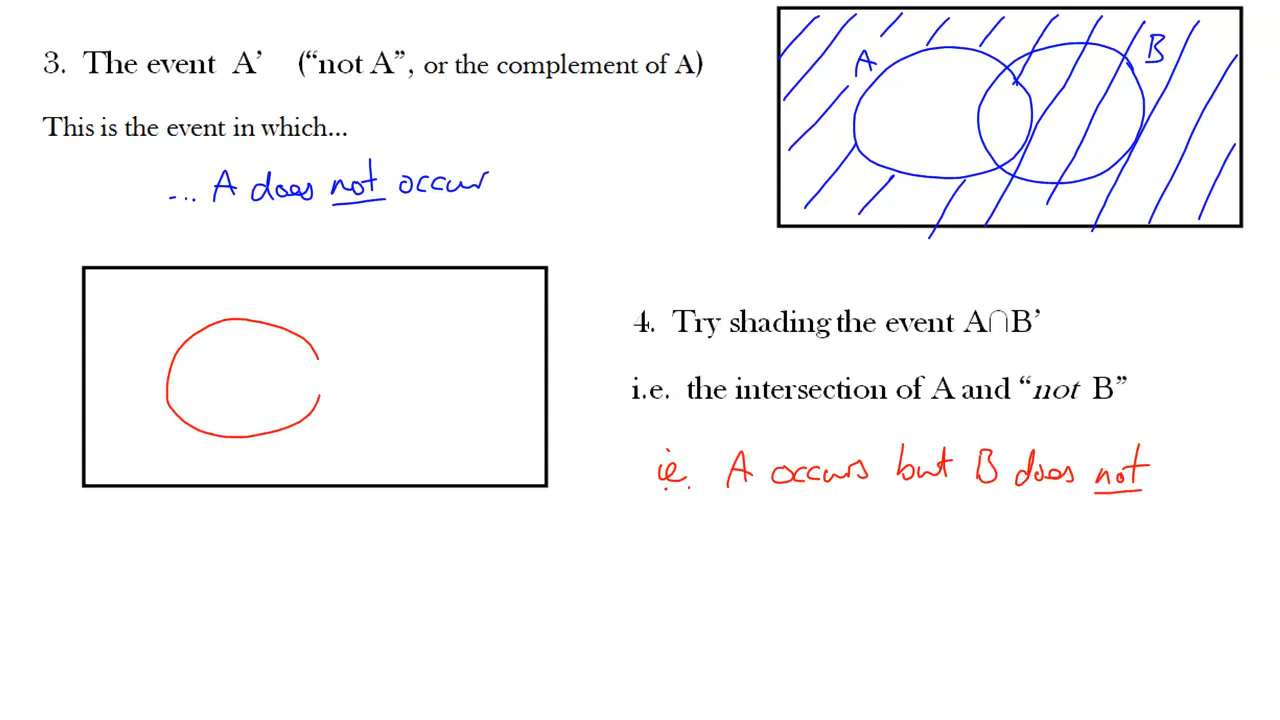 3. The event A’ (“not A”, or the complement of A)
This is the event in which...
... A does not occur
A B
4. Try shading the event A∩B’
i.e. the intersection of A and “not B”
i.e. A occurs but B does not